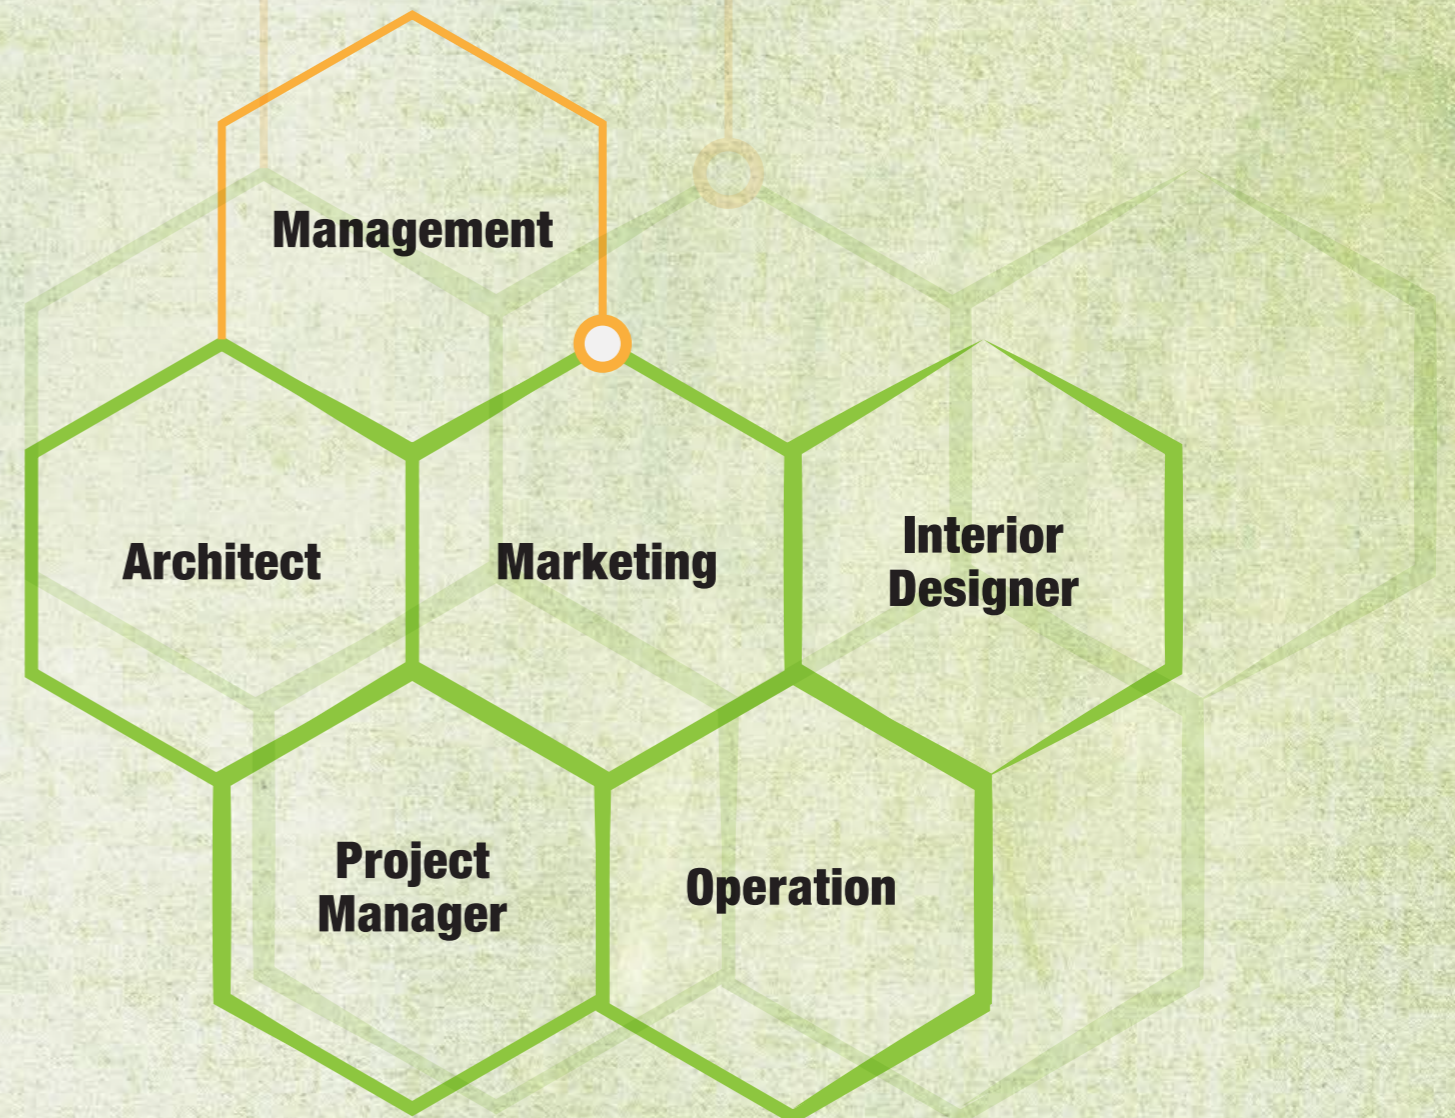 Management
Architect
Marketing
Interior
Designer
Project
Manager
Operation